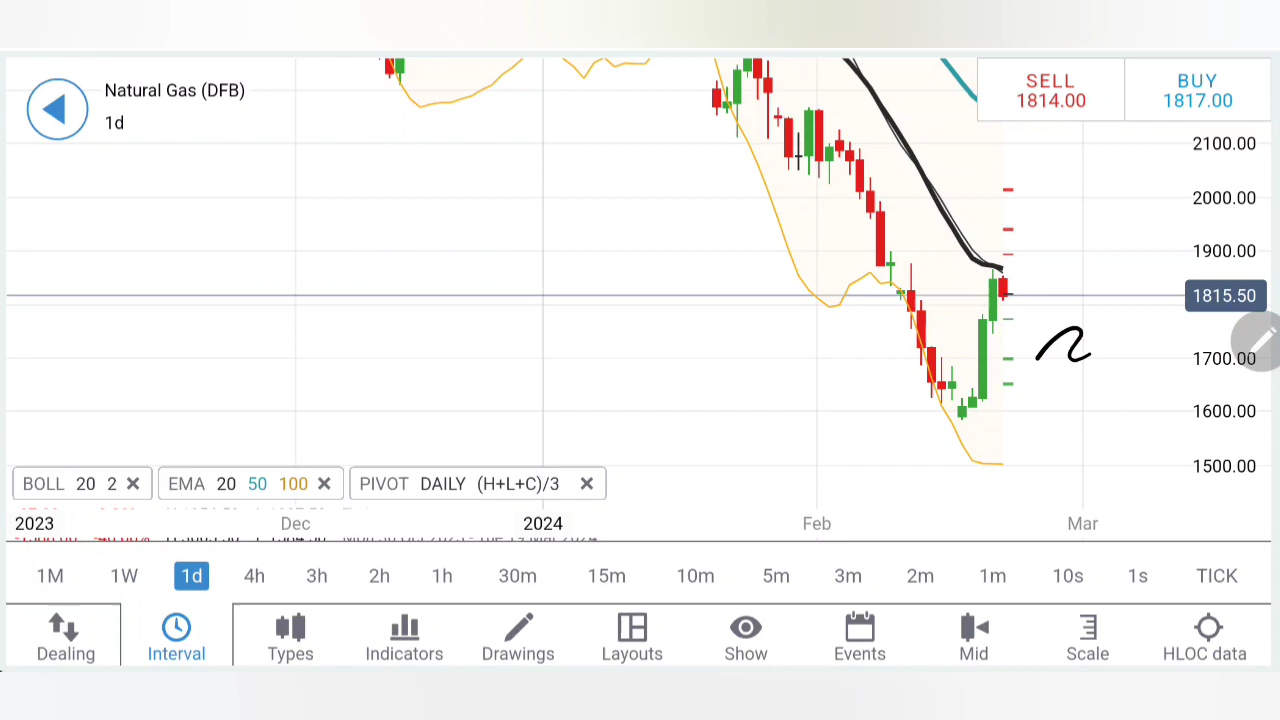 Natural Gas (DFB)
1d
SELL
1814.00
BUY
1817.00
2100.00
2000.00
1900.00
1815.50
1700.00
1600.00
1500.00
BOLL 20 2
EMA 20 50 100
PIVOT DAILY (H+L+C)/3
2023 Dec 2024 Feb Mar
1M 1W 1d 4h 3h 2h 1h 30m 15m 10m 5m 3m 2m 1m 10s 1s TICK
Dealing Interval Types Indicators Drawings Layouts Show Events Mid Scale HLOC data